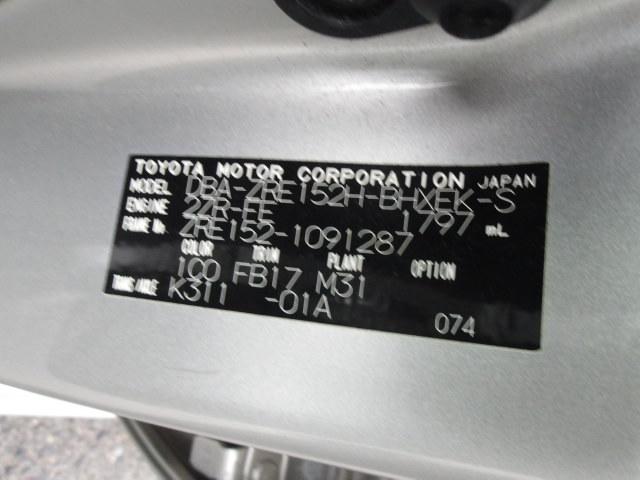 TOYOTA MOTOR CORPORATION JAPAN
MODEL DBA-ZRE152H-BHXEK-S
ENGINE 2ZR-FE 1797 mL
FRAME No. ZRE152-1091287
COLOR TRIM PLANT OPTION
100 FB17 M31
TRANS/AXLE K311 -01A
074